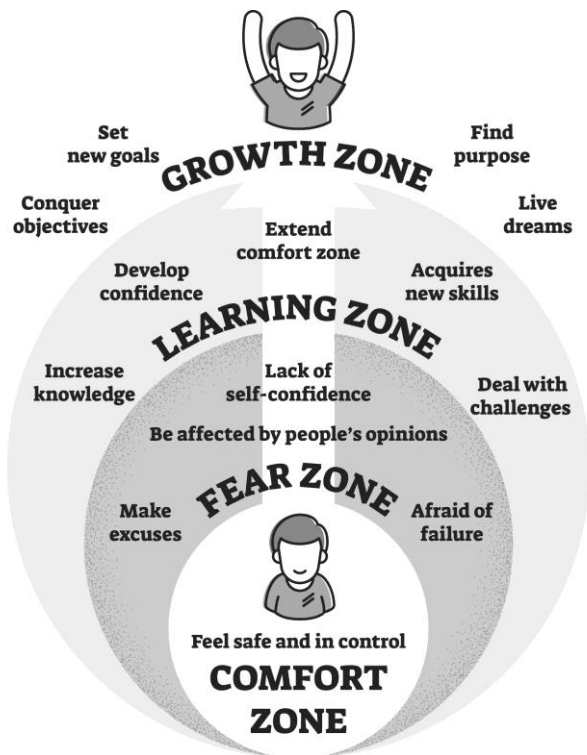 Set
new goals
Find
purpose
GROWTH ZONE
Conquer
objectives
Live
dreams
Extend
comfort zone
Develop
confidence
Acquires
new skills
LEARNING ZONE
Increase
knowledge
Lack of
self-confidence
Deal with
challenges
Be affected by people's opinions
FEAR ZONE
Make
excuses
Afraid of
failure
Feel safe and in control
COMFORT
ZONE